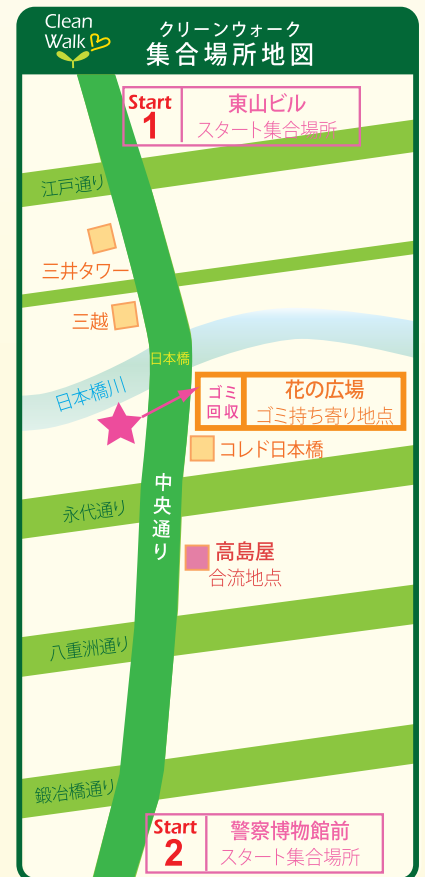 Clean
Walk
クリーンウォーク
集合場所地図
Start
1
東山ビル
スタート集合場所
江戸通り
三井タワー
三越
日本橋
日本橋川
ゴミ
回収
花の広場
ゴミ持ち寄り地点
コレド日本橋
中央通り
永代通り
高島屋
合流地点
八重洲通り
鍛冶橋通り
Start
2
警察博物館前
スタート集合場所